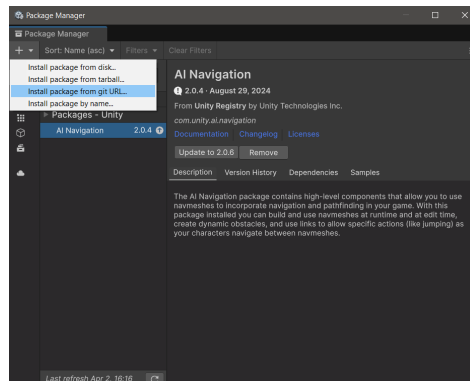 Package Manager
Package Manager
Sort: Name (asc)
Filters
Clear Filters
Install package from disk...
Install package from tarball...
Install package from git URL...
Install package by name...
Packages - Unity
AI Navigation 2.0.4
AI Navigation
2.0.4 · August 29, 2024
From Unity Registry by Unity Technologies Inc.
com.unity.ai.navigation
Documentation Changelog Licenses
Update to 2.0.6 Remove
Description Version History Dependencies Samples
The AI Navigation package contains high-level components that allow you to use
navmeshes to incorporate navigation and pathfinding in your game. With this
package installed you can build and use navmeshes at runtime and at edit time,
create dynamic obstacles, and use links to allow specific actions (like jumping) as
your characters navigate between navmeshes.
Last refresh Apr 2, 16:16